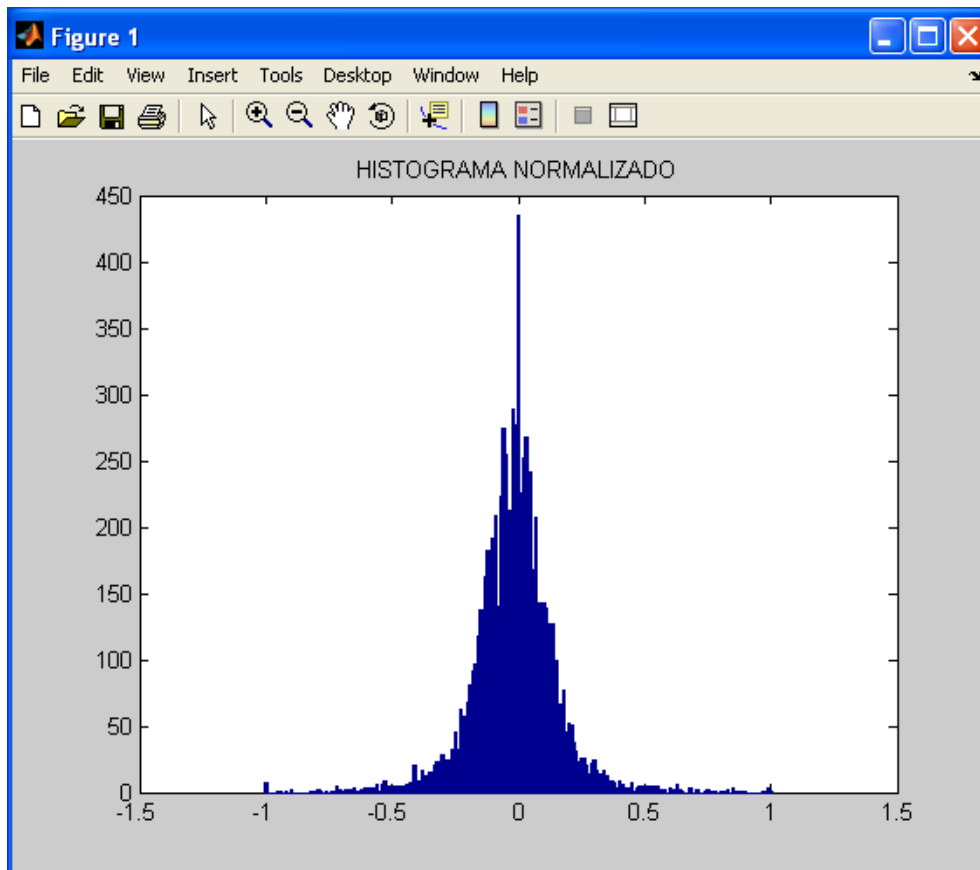 Figure 1
File Edit View Insert Tools Desktop Window Help
HISTOGRAMA NORMALIZADO
450
400
350
300
250
200
150
100
50
0
-1.5 -1 -0.5 0 0.5 1 1.5